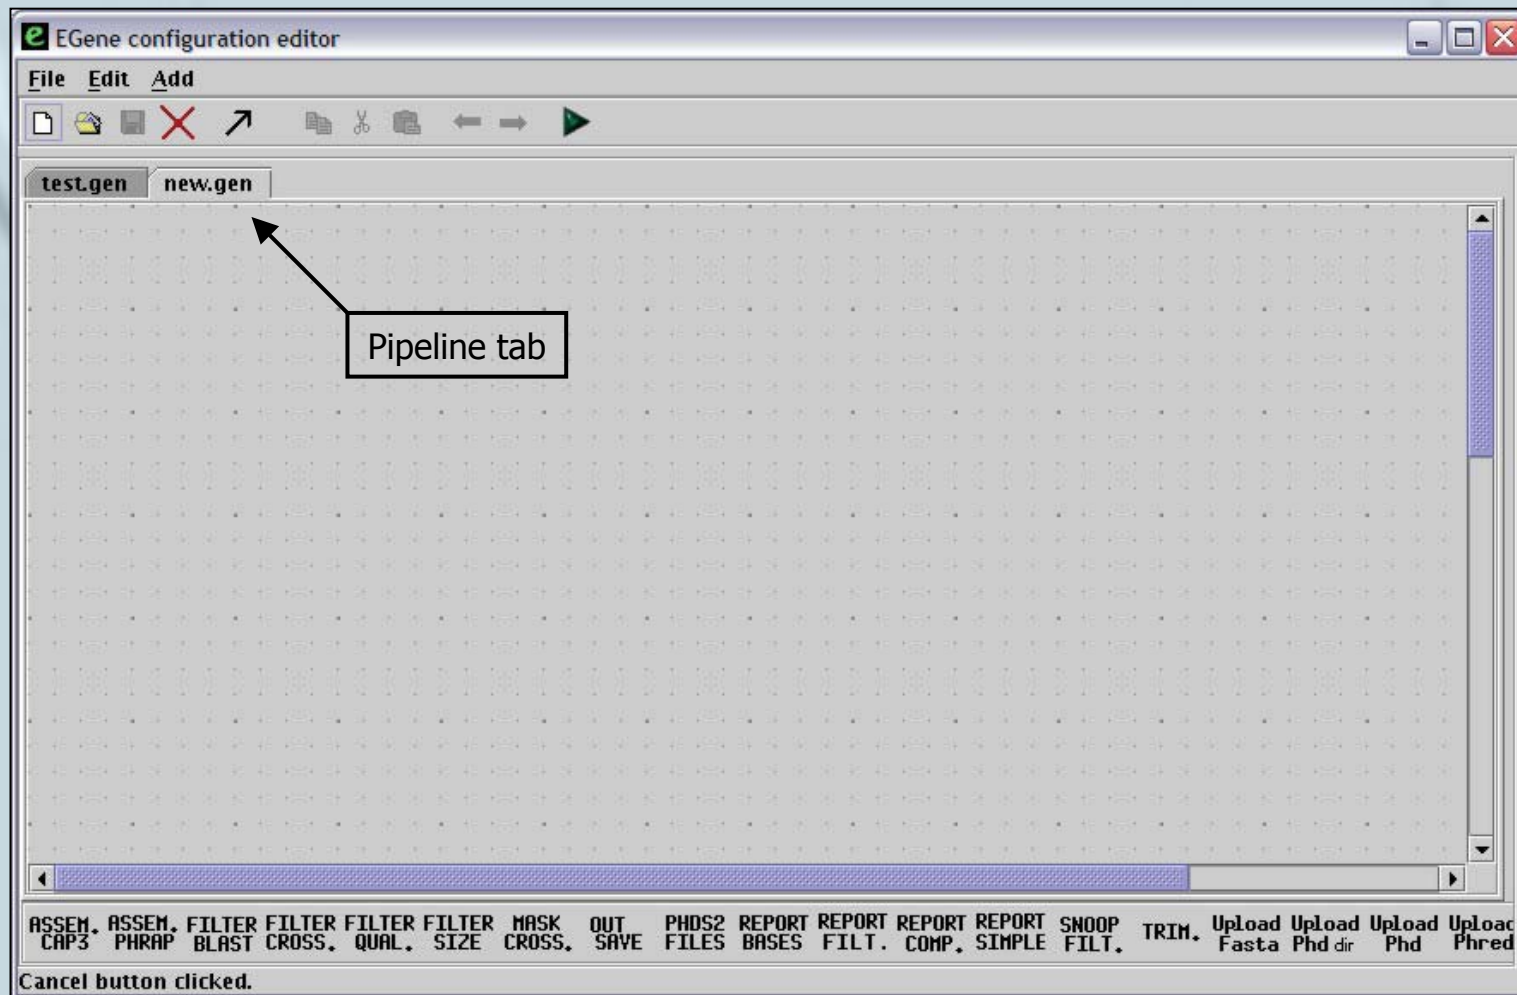 EGene configuration editor
File Edit Add
test.gen new.gen
Pipeline tab
ASSEM. ASSEM. FILTER FILTER FILTER FILTER MASK OUT PHDS2 REPORT REPORT REPORT REPORT SNOOP TRIM. Upload Upload Upload Upload
CAP3 PHRAP BLAST CROSS. QUAL. SIZE CROSS. SAVE FILES BASES FILT. COMP. SIMPLE FILT. Fasta Phd dir Phd Phred
Cancel button clicked.